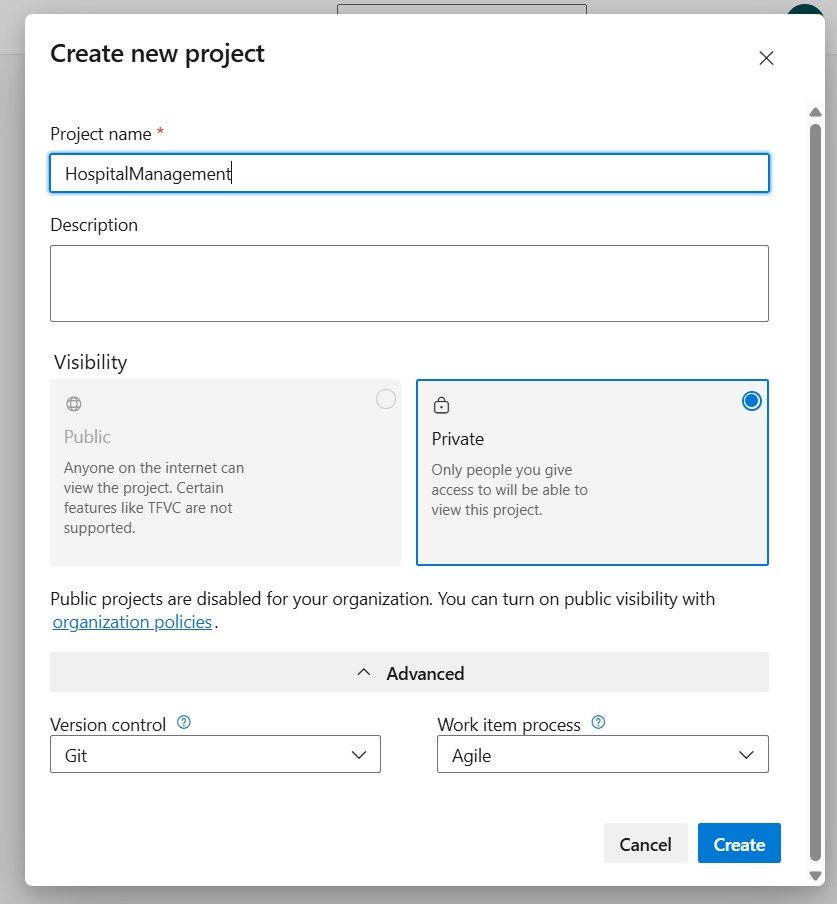 Create new project
Project name *
HospitalManagement
Description
Visibility
Public
Anyone on the internet can
view the project. Certain
features like TFVC are not
supported.
Private
Only people you give
access to will be able to
view this project.
Public projects are disabled for your organization. You can turn on public visibility with
organization policies.
Advanced
Version control ?
Git
Work item process ?
Agile
Cancel
Create